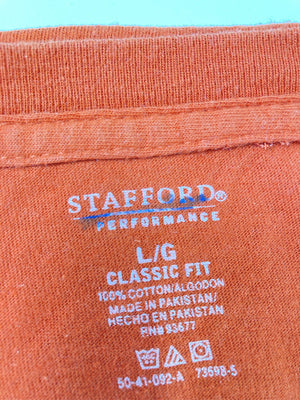 STAFFORD®
PERFORMANCE
L/G
CLASSIC FIT
100% COTTON/ALGODON
MADE IN PAKISTAN/
HECHO EN PAKISTAN
RN# 93677
50-41-092-A 73698-5